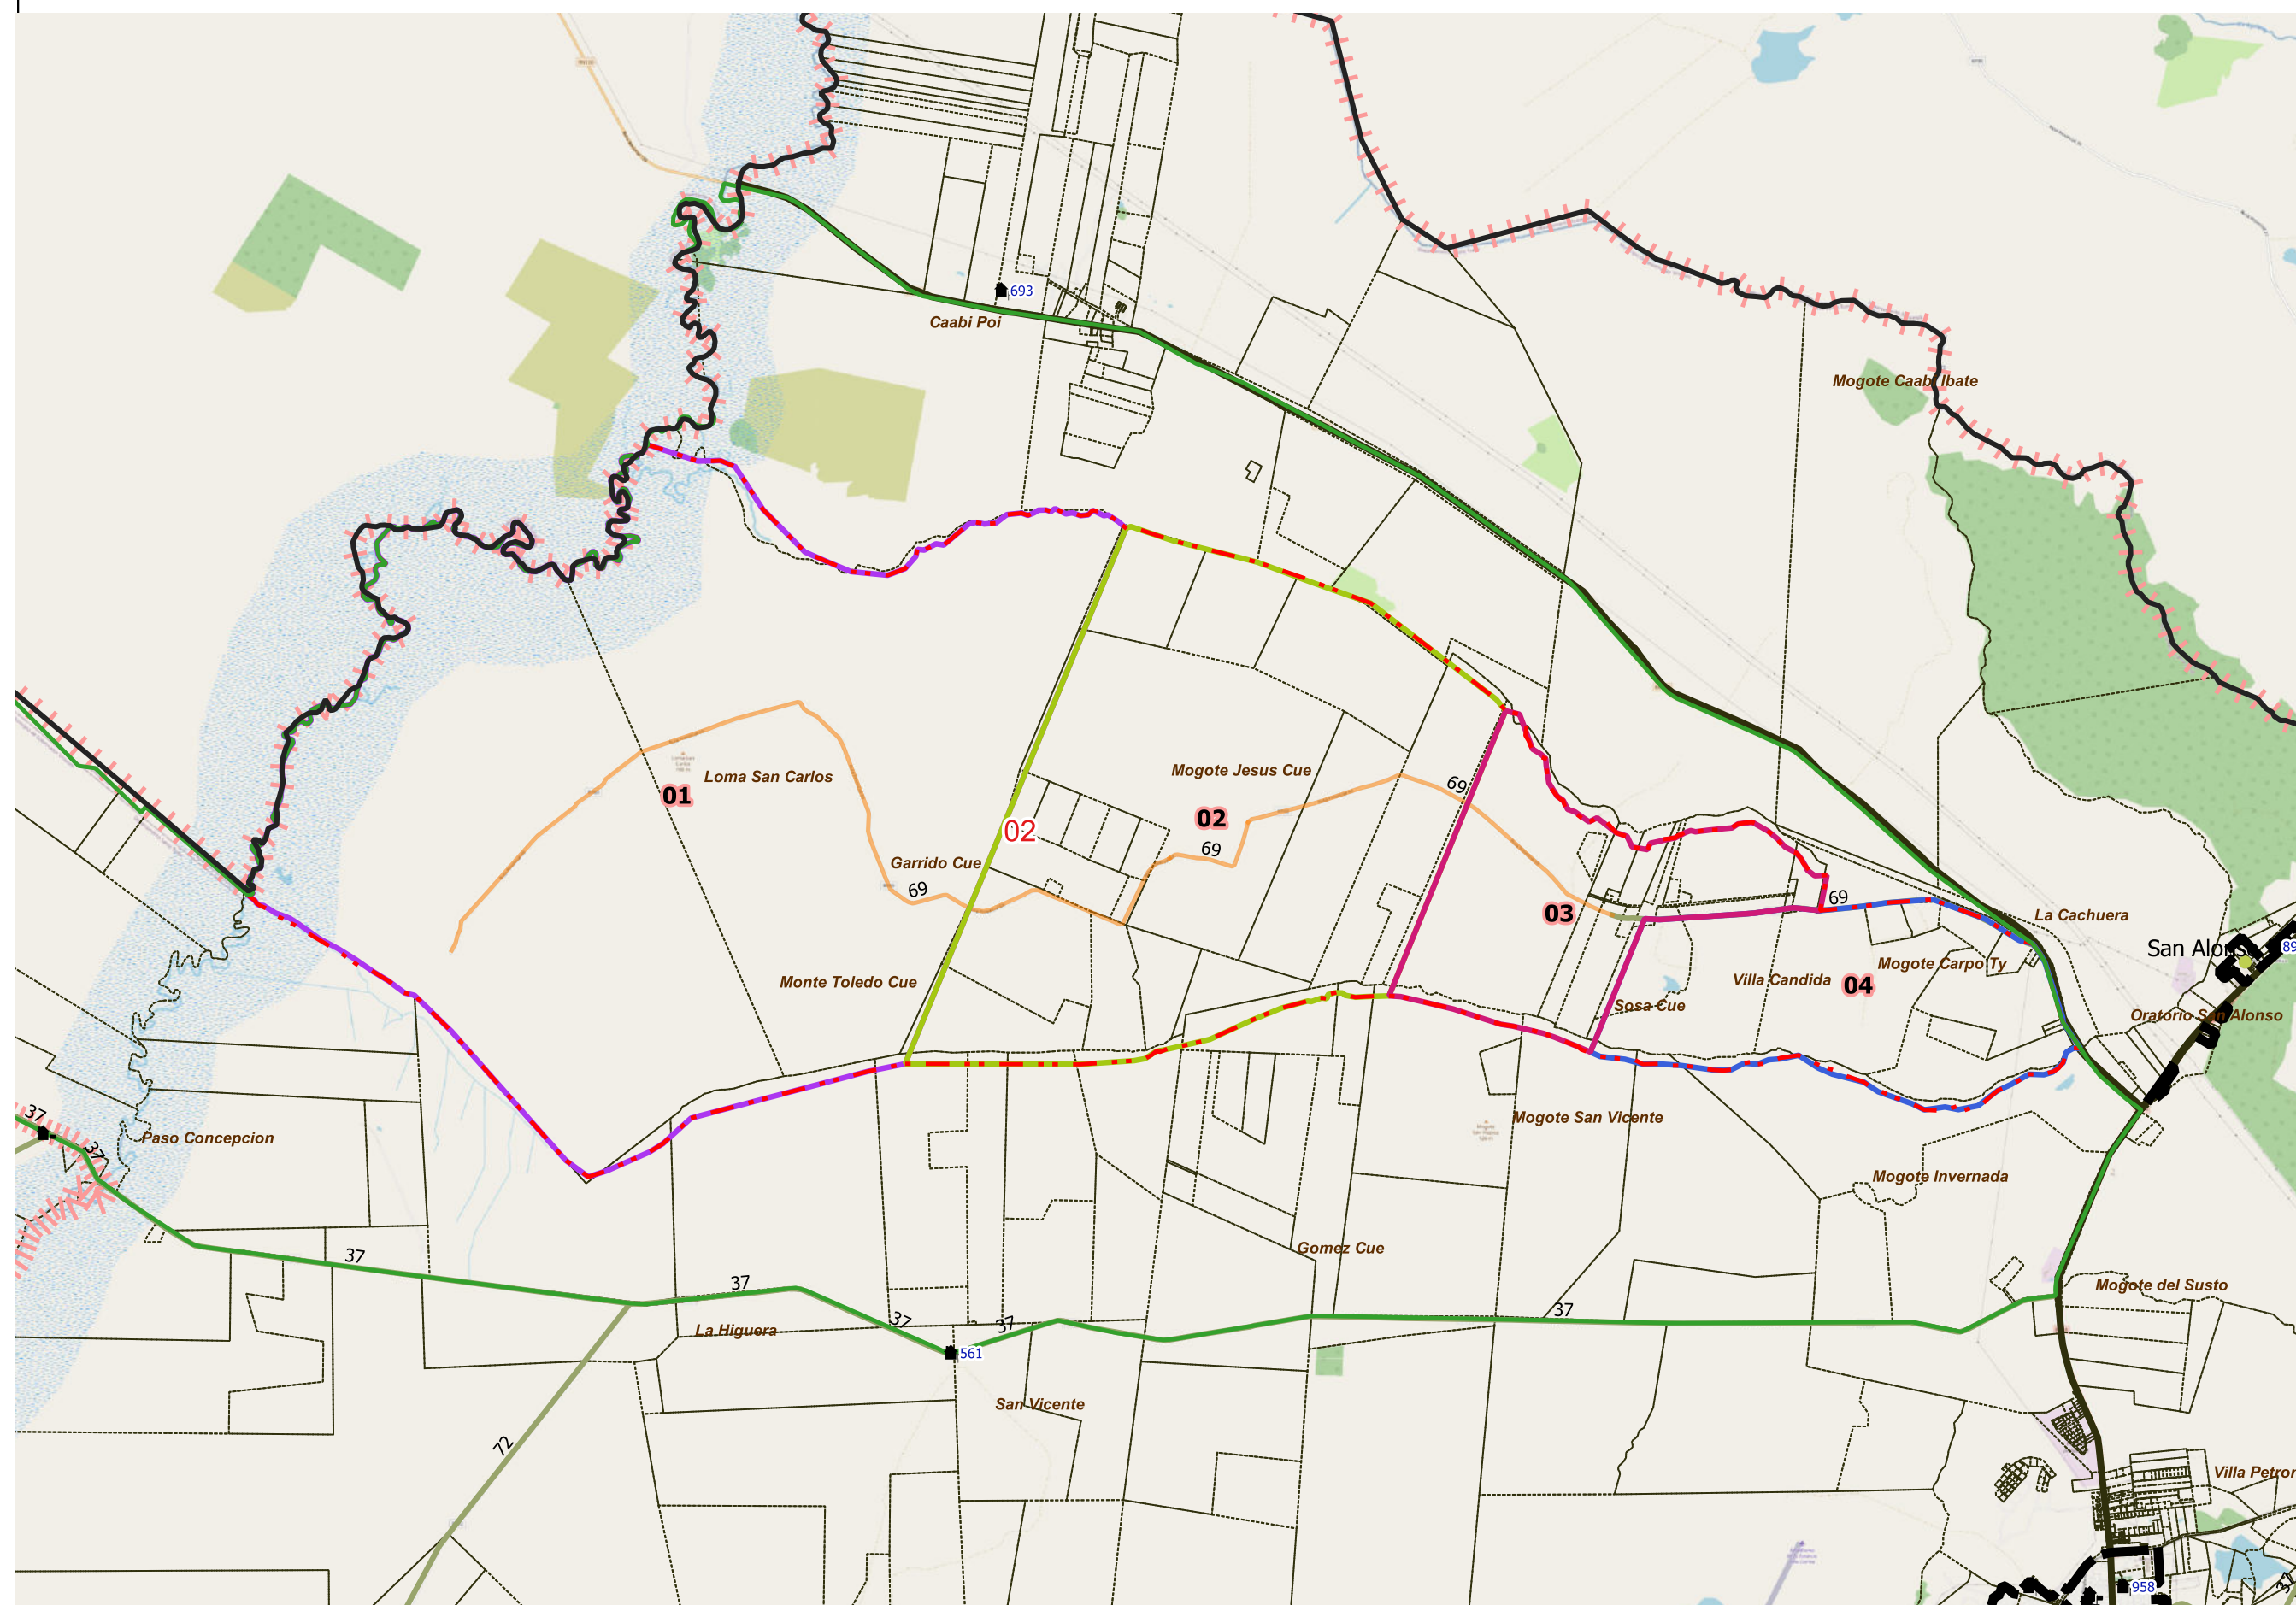 693
Caabi Poi
Mogote Caabi Ibate
Mogote Jesus Cue
Loma San Carlos
69
01
02
02
69
Garrido Cue
69
69
03
La Cachuera
San Alonso
89
Mogote Carpo Ty
Monte Toledo Cue
Villa Candida
04
Sosa Cue
Oratorio San Alonso
37
Mogote San Vicente
Paso Concepcion
37
Mogote Invernada
Gomez Cue
37
37
Mogote del Susto
37
37
37
La Higuera
561
San Vicente
72
Villa Petron
958